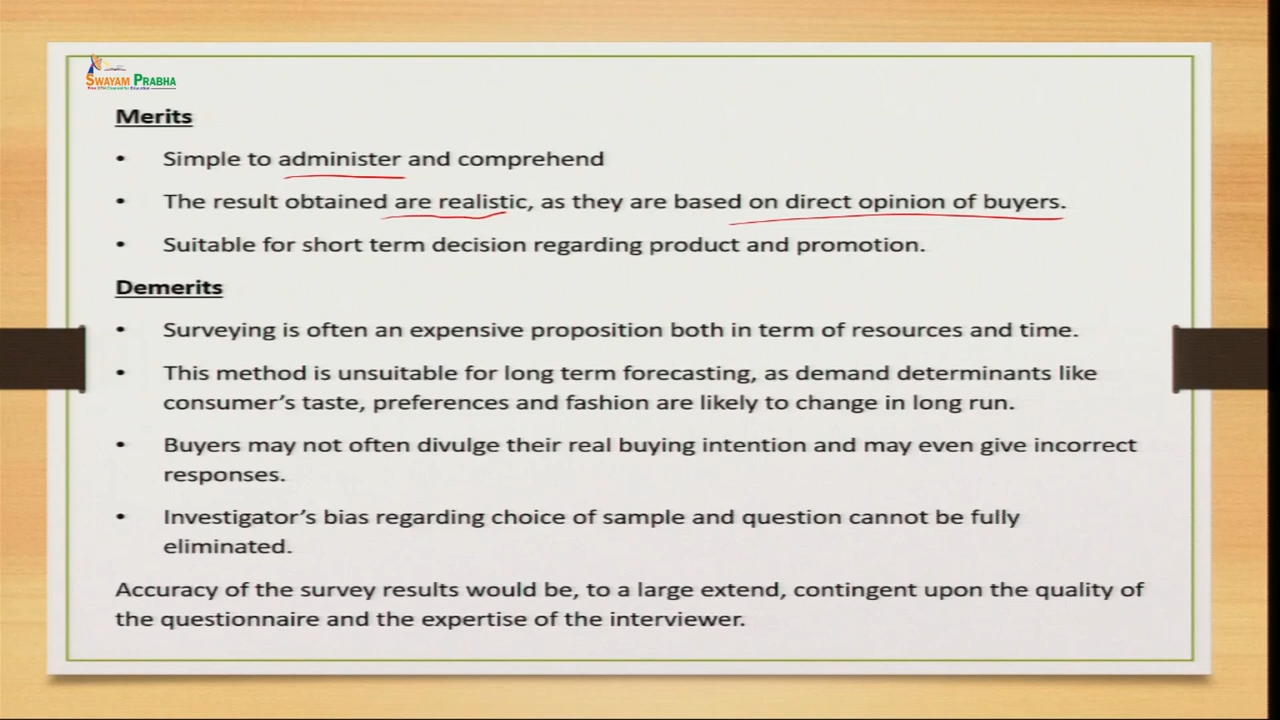 SWAYAM PRABHA
Merits
• Simple to administer and comprehend
• The result obtained are realistic, as they are based on direct opinion of buyers.
• Suitable for short term decision regarding product and promotion.
Demerits
• Surveying is often an expensive proposition both in term of resources and time.
• This method is unsuitable for long term forecasting, as demand determinants like
consumer's taste, preferences and fashion are likely to change in long run.
• Buyers may not often divulge their real buying intention and may even give incorrect
responses.
• Investigator's bias regarding choice of sample and question cannot be fully
eliminated.
Accuracy of the survey results would be, to a large extend, contingent upon the quality of
the questionnaire and the expertise of the interviewer.